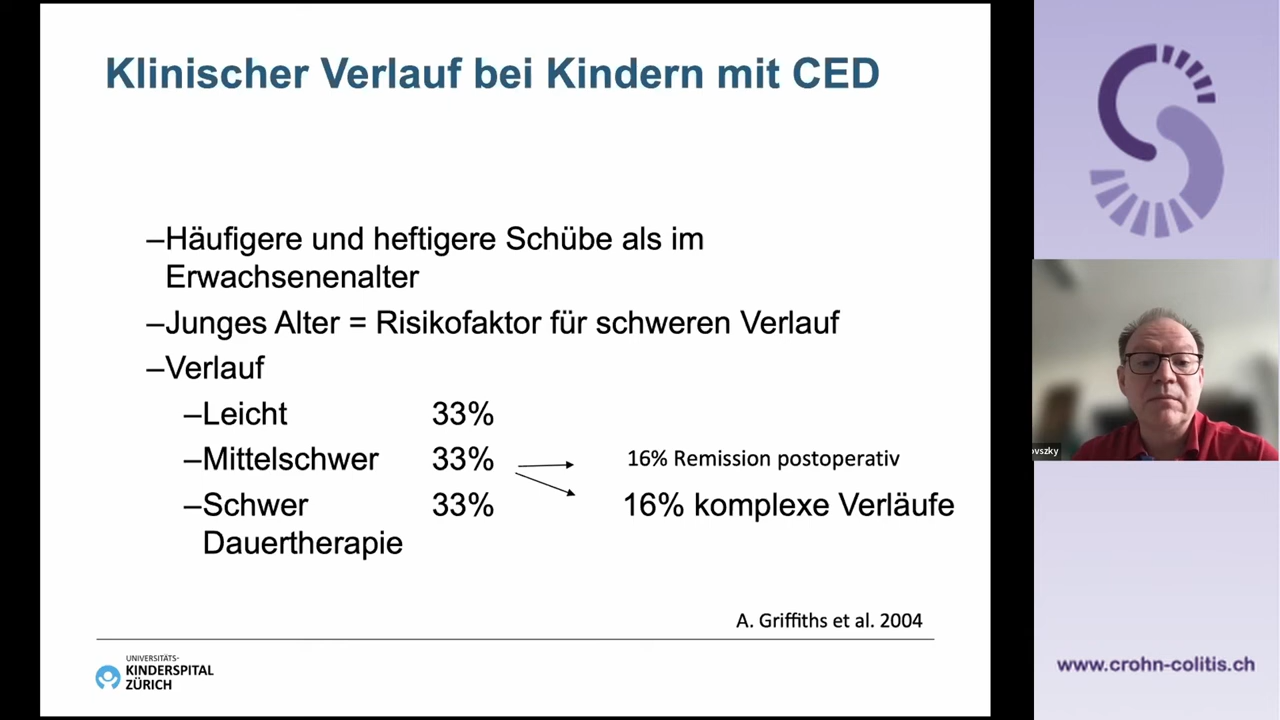 Klinischer Verlauf bei Kindern mit CED
–Häufigere und heftigere Schübe als im
Erwachsenenalter
–Junges Alter = Risikofaktor für schweren Verlauf
–Verlauf
–Leicht 33%
–Mittelschwer 33% 16% Remission postoperativ
–Schwer 33% 16% komplexe Verläufe
Dauertherapie
A. Griffiths et al. 2004
UNIVERSITÄTS-
KINDERSPITAL
ZÜRICH
ovszky
www.crohn-colitis.ch